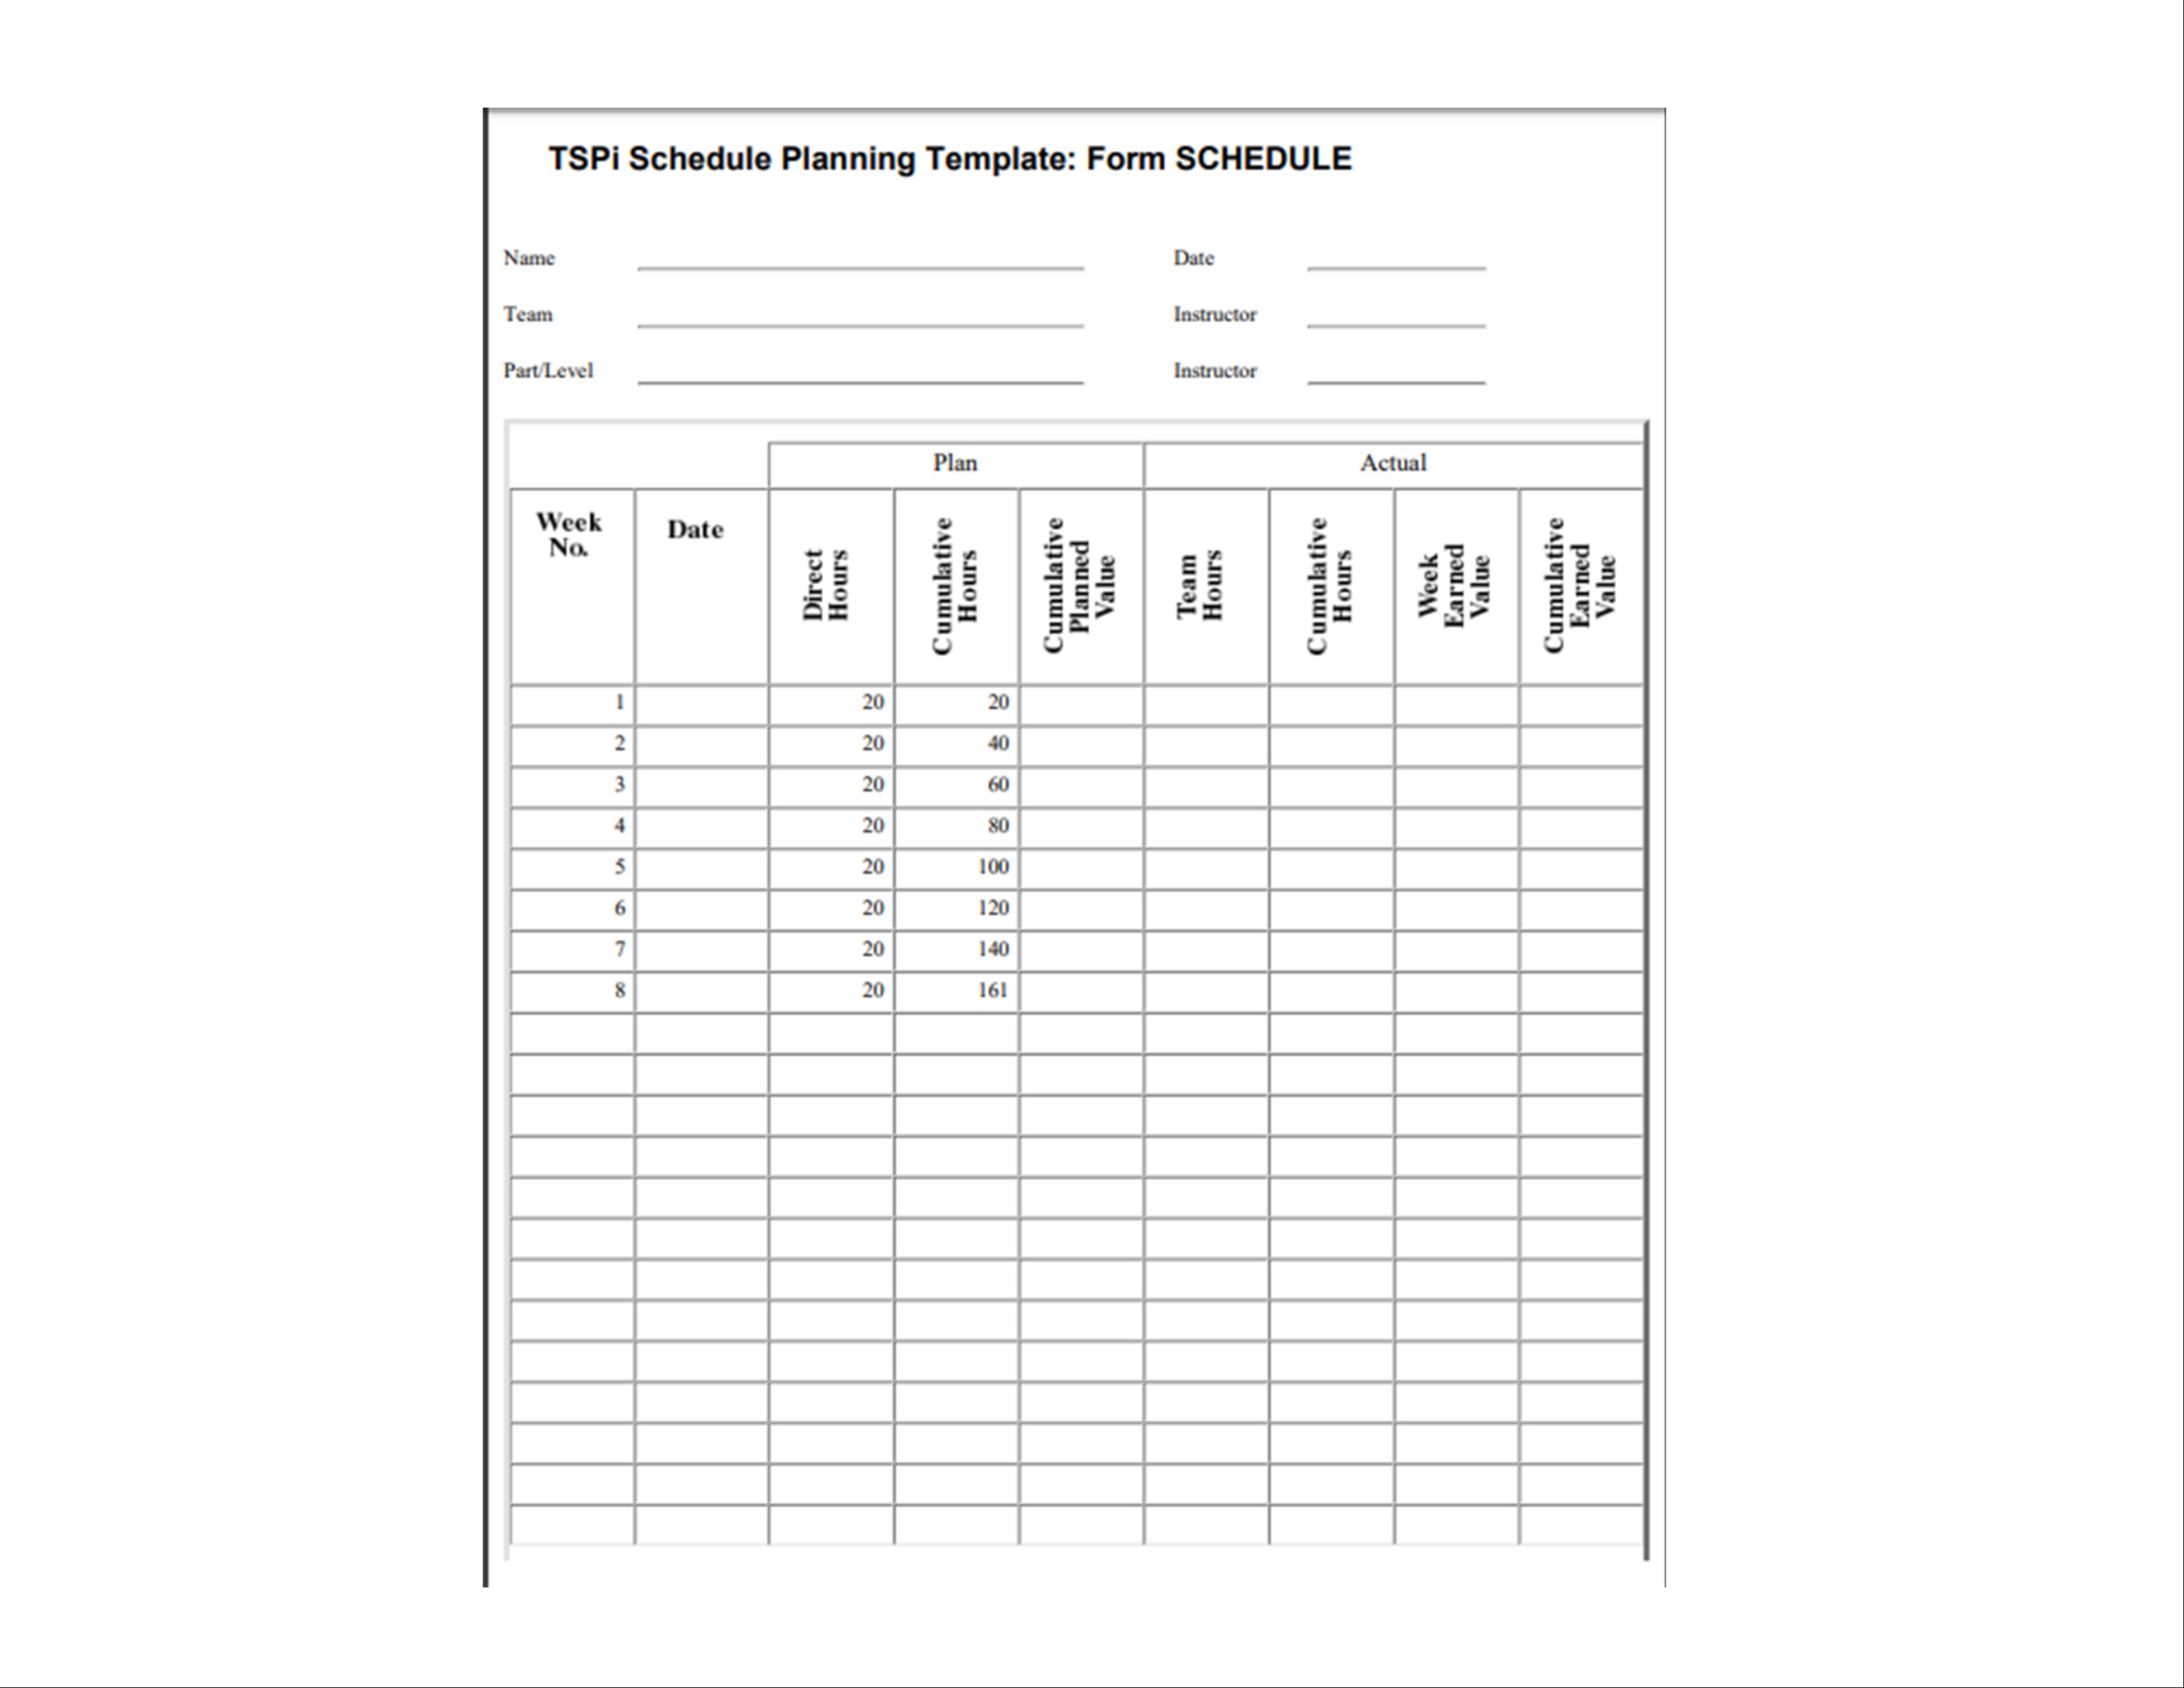 TSPi Schedule Planning Template: Form SCHEDULE
Name Date
Team Instructor
Part/Level Instructor
Plan Actual
Week No. Date Direct Hours Cumulative Hours Cumulative Planned Value Team Hours Cumulative Hours Week Earned Value Cumulative Earned Value
1 20 20
2 20 40
3 20 60
4 20 80
5 20 100
6 20 120
7 20 140
8 20 161